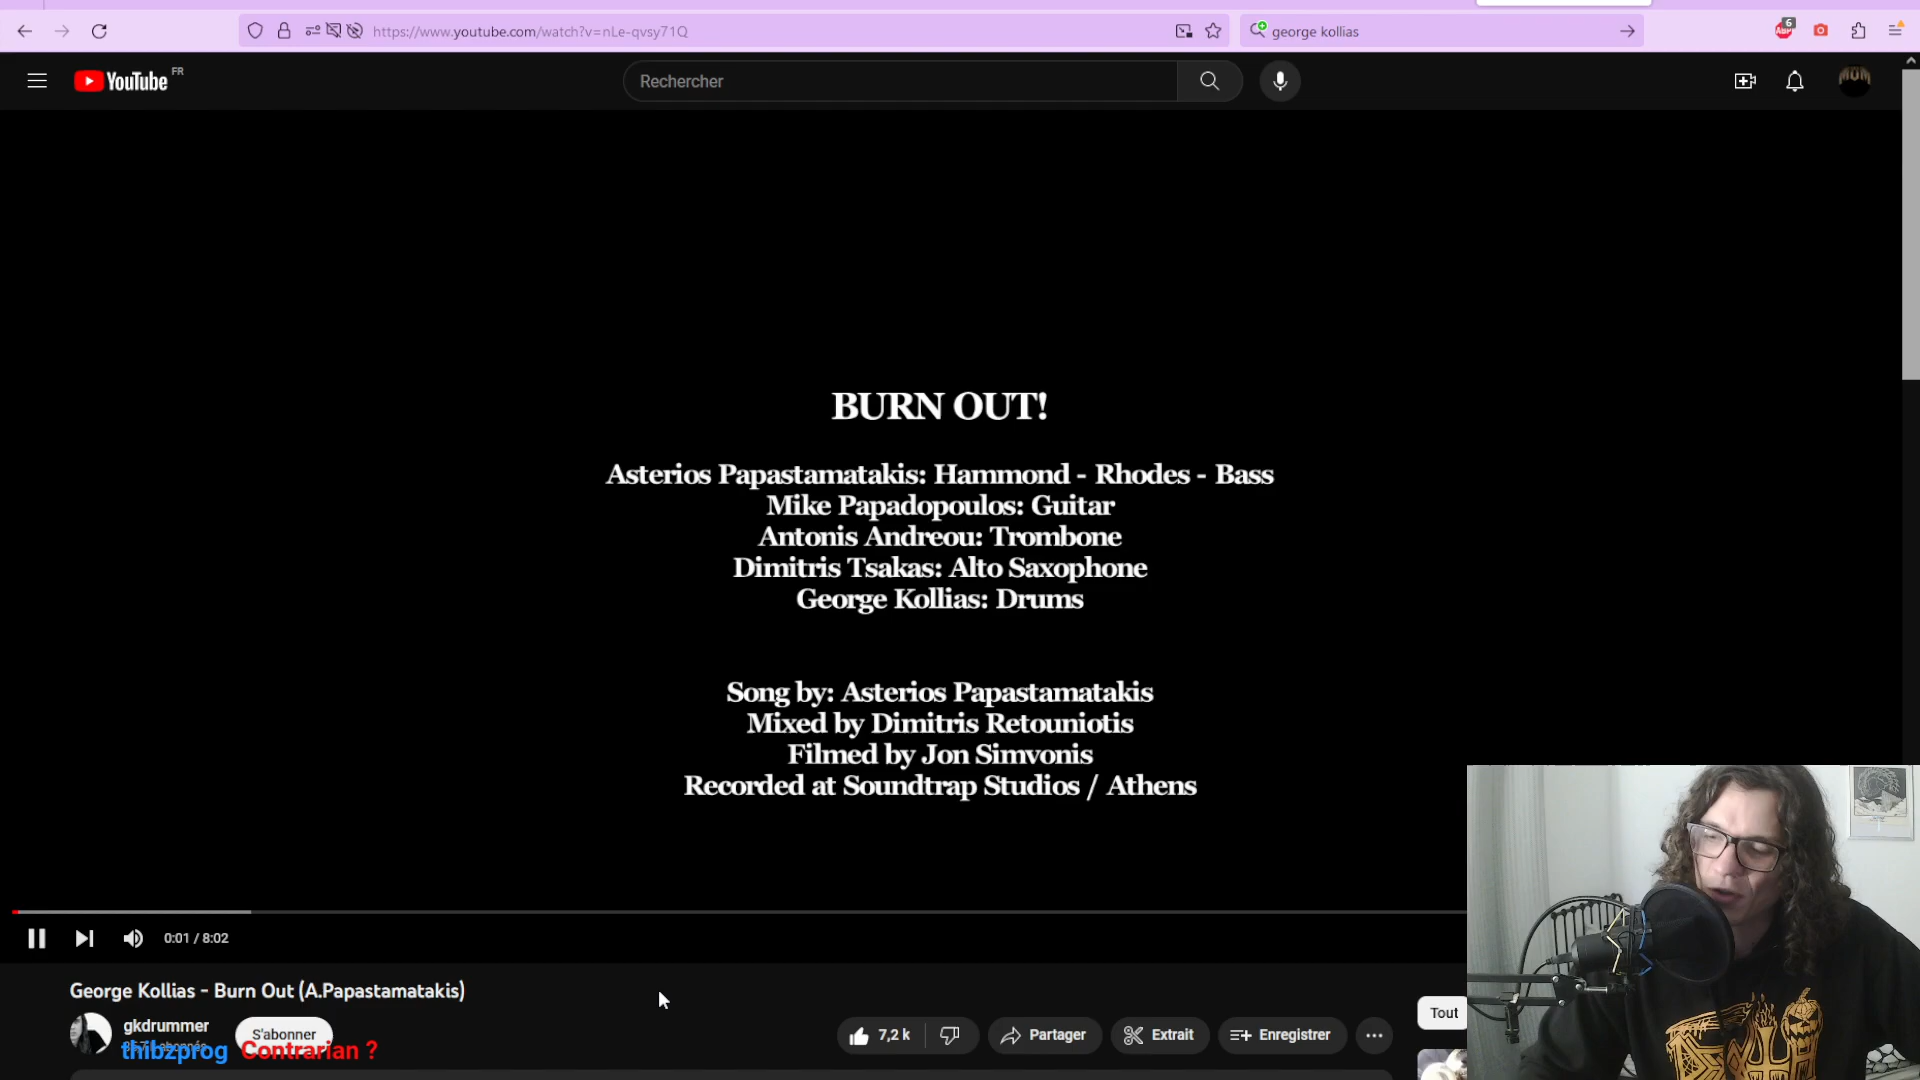 https://www.youtube.com/watch?v=nLe-qvsy71Q
george kollias
6
YouTube FR
Rechercher
BURN OUT!
Asterios Papastamatakis: Hammond - Rhodes - Bass
Mike Papadopoulos: Guitar
Antonis Andreou: Trombone
Dimitris Tsakas: Alto Saxophone
George Kollias: Drums
Song by: Asterios Papastamatakis
Mixed by Dimitris Retouniotis
Filmed by Jon Simvonis
Recorded at Soundtrap Studios / Athens
0:01 / 8:02
George Kollias - Burn Out (A.Papastamatakis)
gkdrummer
S'abonner
7,2 k
Partager
Extrait
Enregistrer
Tout
thibzprog Contrarian ?